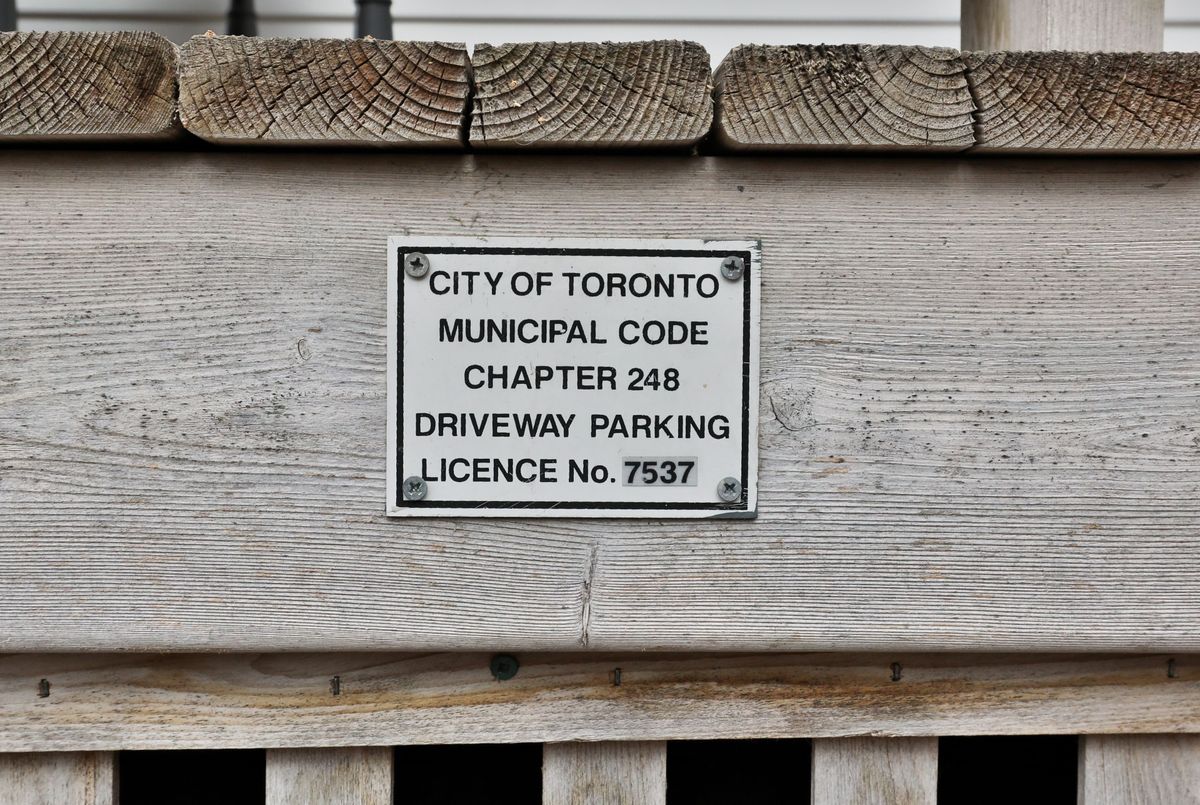 CITY OF TORONTO
MUNICIPAL CODE
CHAPTER 248
DRIVEWAY PARKING
LICENCE No. 7537